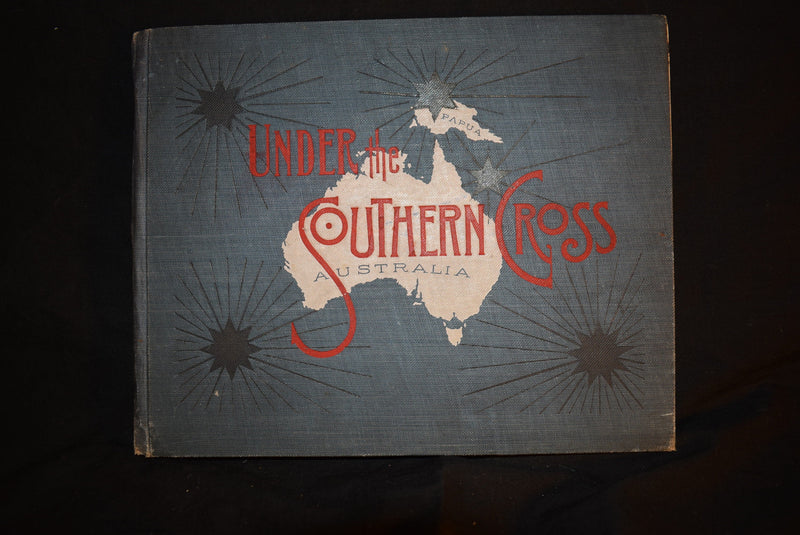 PAPUA
UNDER the
SOUTHERN CROSS
AUSTRALIA